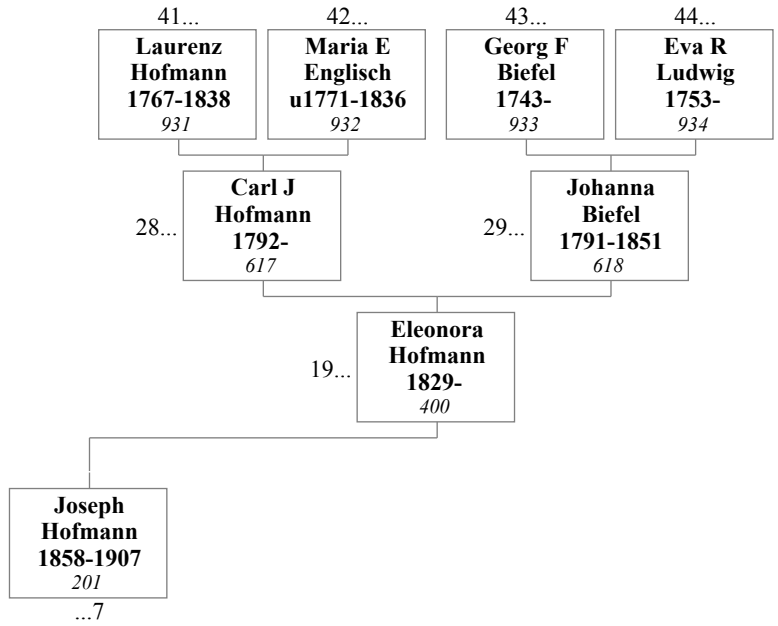 41...
42...
43...
44...
Laurenz
Hofmann
1767-1838
931
Maria E
Englisch
u1771-1836
932
Georg F
Biefel
1743-
933
Eva R
Ludwig
1753-
934
28...
Carl J
Hofmann
1792-
617
29...
Johanna
Biefel
1791-1851
618
19...
Eleonora
Hofmann
1829-
400
Joseph
Hofmann
1858-1907
201
...7